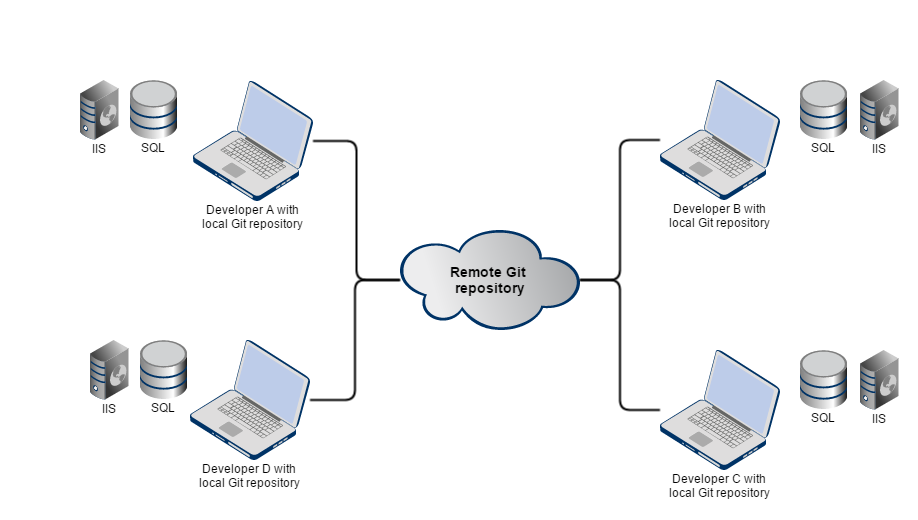 IIS
SQL
Developer A with
local Git repository
SQL
IIS
Developer B with
local Git repository
Remote Git
repository
IIS
SQL
Developer D with
local Git repository
SQL
IIS
Developer C with
local Git repository